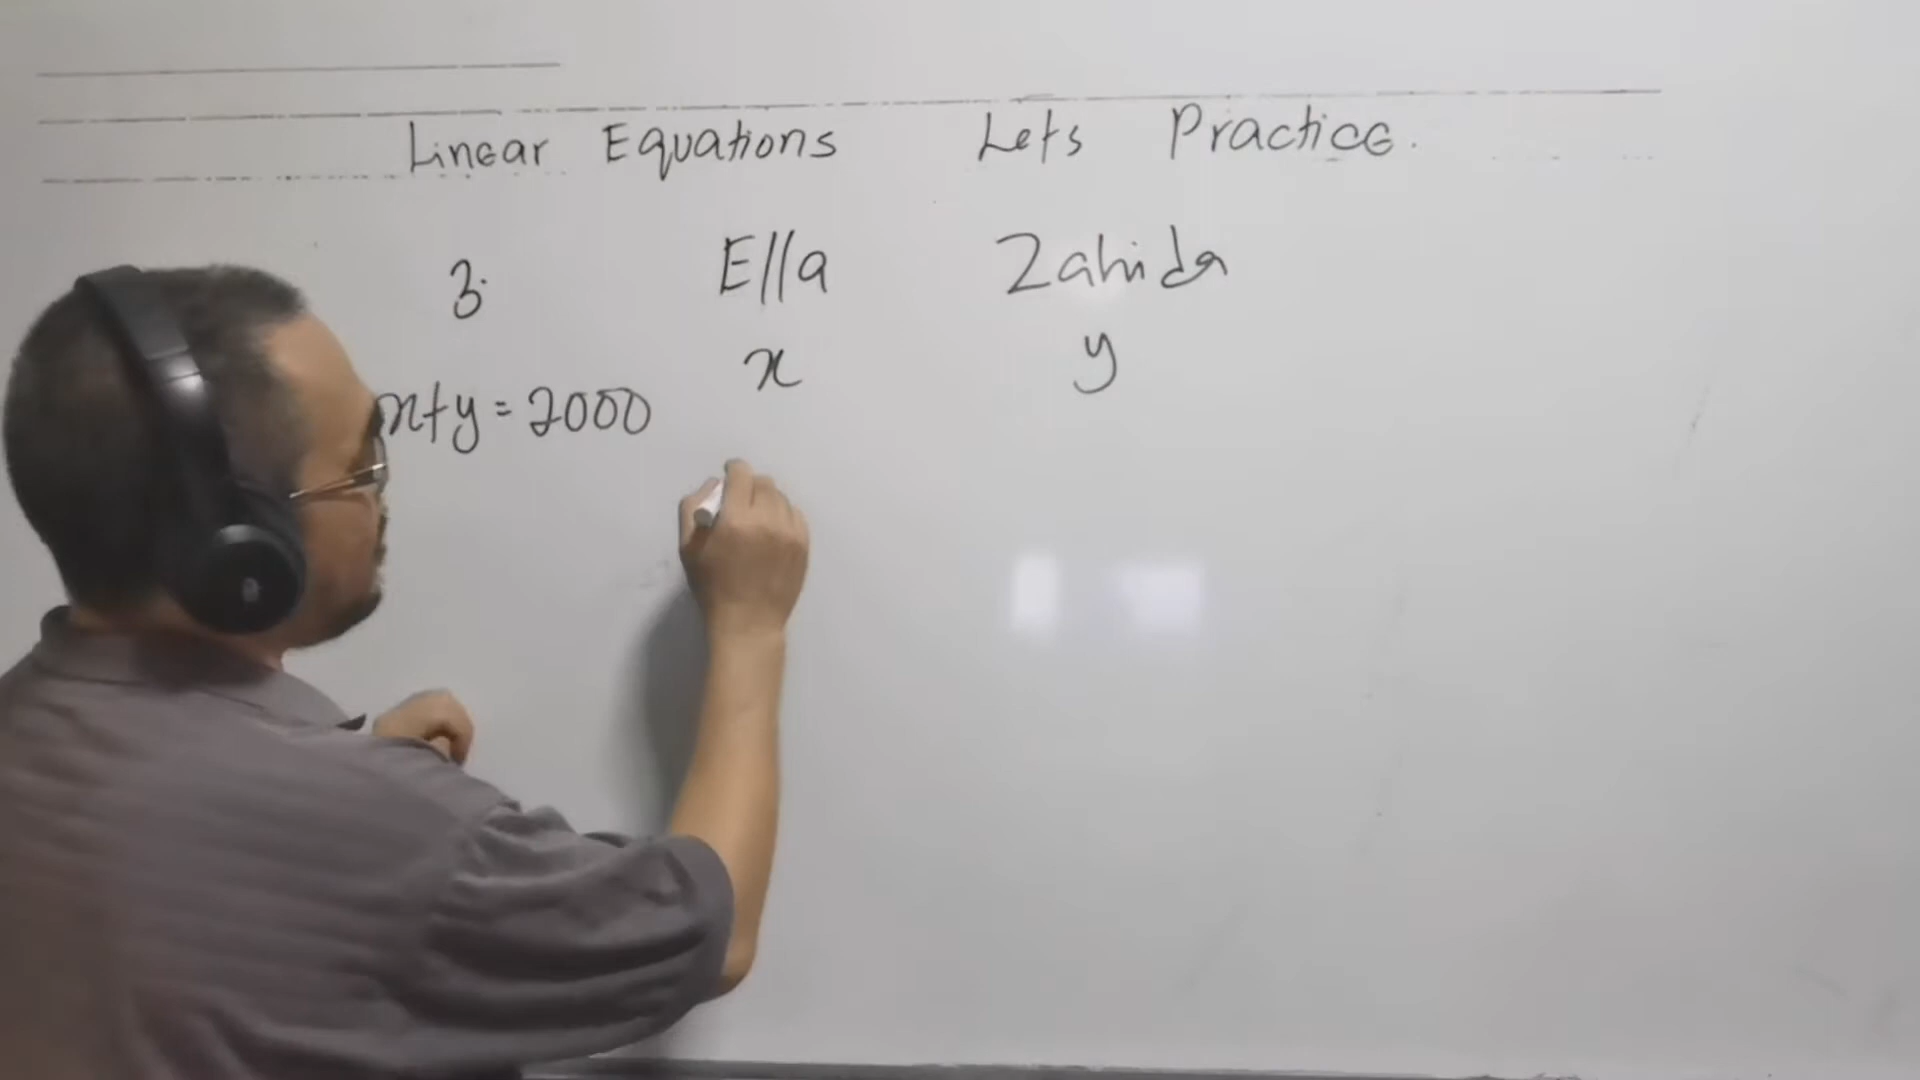 Linear Equations Lets Practice.
3. Ella Zahida
x y
x+y=2000